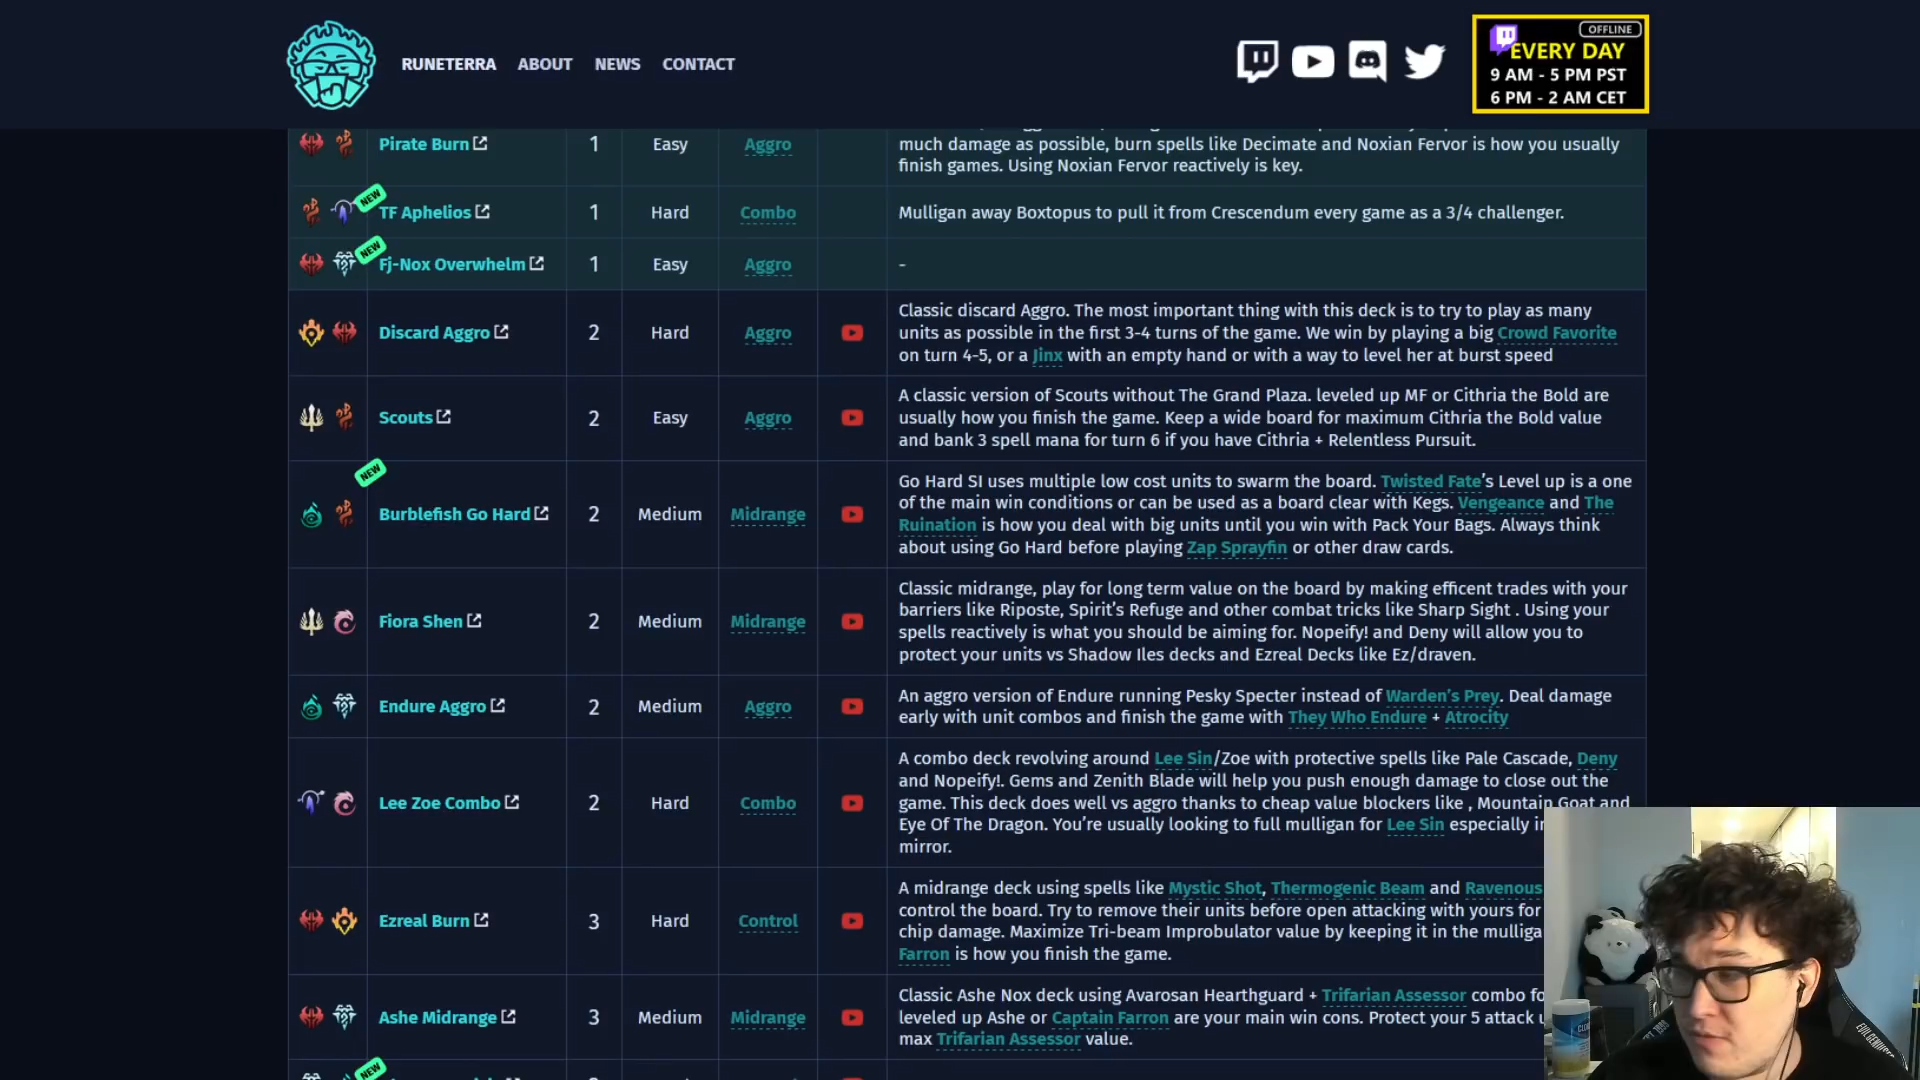 RUNETERRA ABOUT NEWS CONTACT
OFFLINE
EVERY DAY
9 AM - 5 PM PST
6 PM - 2 AM CET
Pirate Burn 1 Easy Aggro
much damage as possible, burn spells like Decimate and Noxian Fervor is how you usually
finish games. Using Noxian Fervor reactively is key.
NEW
TF Aphelios 1 Hard Combo Mulligan away Boxtopus to pull it from Crescendum every game as a 3/4 challenger.
NEW
Fj-Nox Overwhelm 1 Easy Aggro -
Discard Aggro 2 Hard Aggro
Classic discard Aggro. The most important thing with this deck is to try to play as many
units as possible in the first 3-4 turns of the game. We win by playing a big Crowd Favorite
on turn 4-5, or a Jinx with an empty hand or with a way to level her at burst speed
Scouts 2 Easy Aggro
A classic version of Scouts without The Grand Plaza. leveled up MF or Cithria the Bold are
usually how you finish the game. Keep a wide board for maximum Cithria the Bold value
and bank 3 spell mana for turn 6 if you have Cithria + Relentless Pursuit.
NEW
Burblefish Go Hard 2 Medium Midrange
Go Hard SI uses multiple low cost units to swarm the board. Twisted Fate's Level up is a one
of the main win conditions or can be used as a board clear with Kegs. Vengeance and The
Ruination is how you deal with big units until you win with Pack Your Bags. Always think
about using Go Hard before playing Zap Sprayfin or other draw cards.
Fiora Shen 2 Medium Midrange
Classic midrange, play for long term value on the board by making efficent trades with your
barriers like Riposte, Spirit's Refuge and other combat tricks like Sharp Sight . Using your
spells reactively is what you should be aiming for. Nopeify! and Deny will allow you to
protect your units vs Shadow Iles decks and Ezreal Decks like Ez/draven.
Endure Aggro 2 Medium Aggro
An aggro version of Endure running Pesky Specter instead of Warden's Prey. Deal damage
early with unit combos and finish the game with They Who Endure + Atrocity
Lee Zoe Combo 2 Hard Combo
A combo deck revolving around Lee Sin/Zoe with protective spells like Pale Cascade, Deny
and Nopeify!. Gems and Zenith Blade will help you push enough damage to close out the
game. This deck does well vs aggro thanks to cheap value blockers like , Mountain Goat and
Eye Of The Dragon. You're usually looking to full mulligan for Lee Sin especially in
mirror.
Ezreal Burn 3 Hard Control
A midrange deck using spells like Mystic Shot, Thermogenic Beam and Ravenous
control the board. Try to remove their units before open attacking with yours for
chip damage. Maximize Tri-beam Improbulator value by keeping it in the mulliga
Farron is how you finish the game.
Ashe Midrange 3 Medium Midrange
Classic Ashe Nox deck using Avarosan Hearthguard + Trifarian Assessor combo fo
leveled up Ashe or Captain Farron are your main win cons. Protect your 5 attack
max Trifarian Assessor value.
NEW